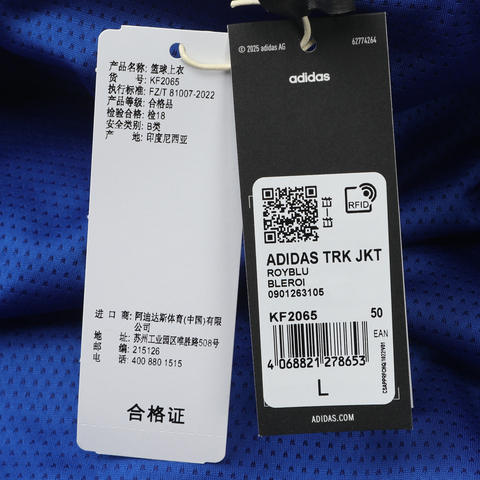 产品名称: 篮球上衣
货 号: KF2065
执行标准: FZ/T 81007-2022
产品等级: 合格品
检验合格: 检18
安全类别: B类
产 地: 印度尼西亚
进 口 商: 阿迪达斯体育(中国)有限公司
地 址: 苏州工业园区唯胜路508号
邮 编: 215126
电 话: 400 880 1515
合格证
© 2025 adidas AG
62774264
adidas
RFID
ADIDAS TRK JKT
ROYBLU
BLEROI
0901263105
KF2065
50
EAN
4 068821 278653
L
ADIDAS.COM